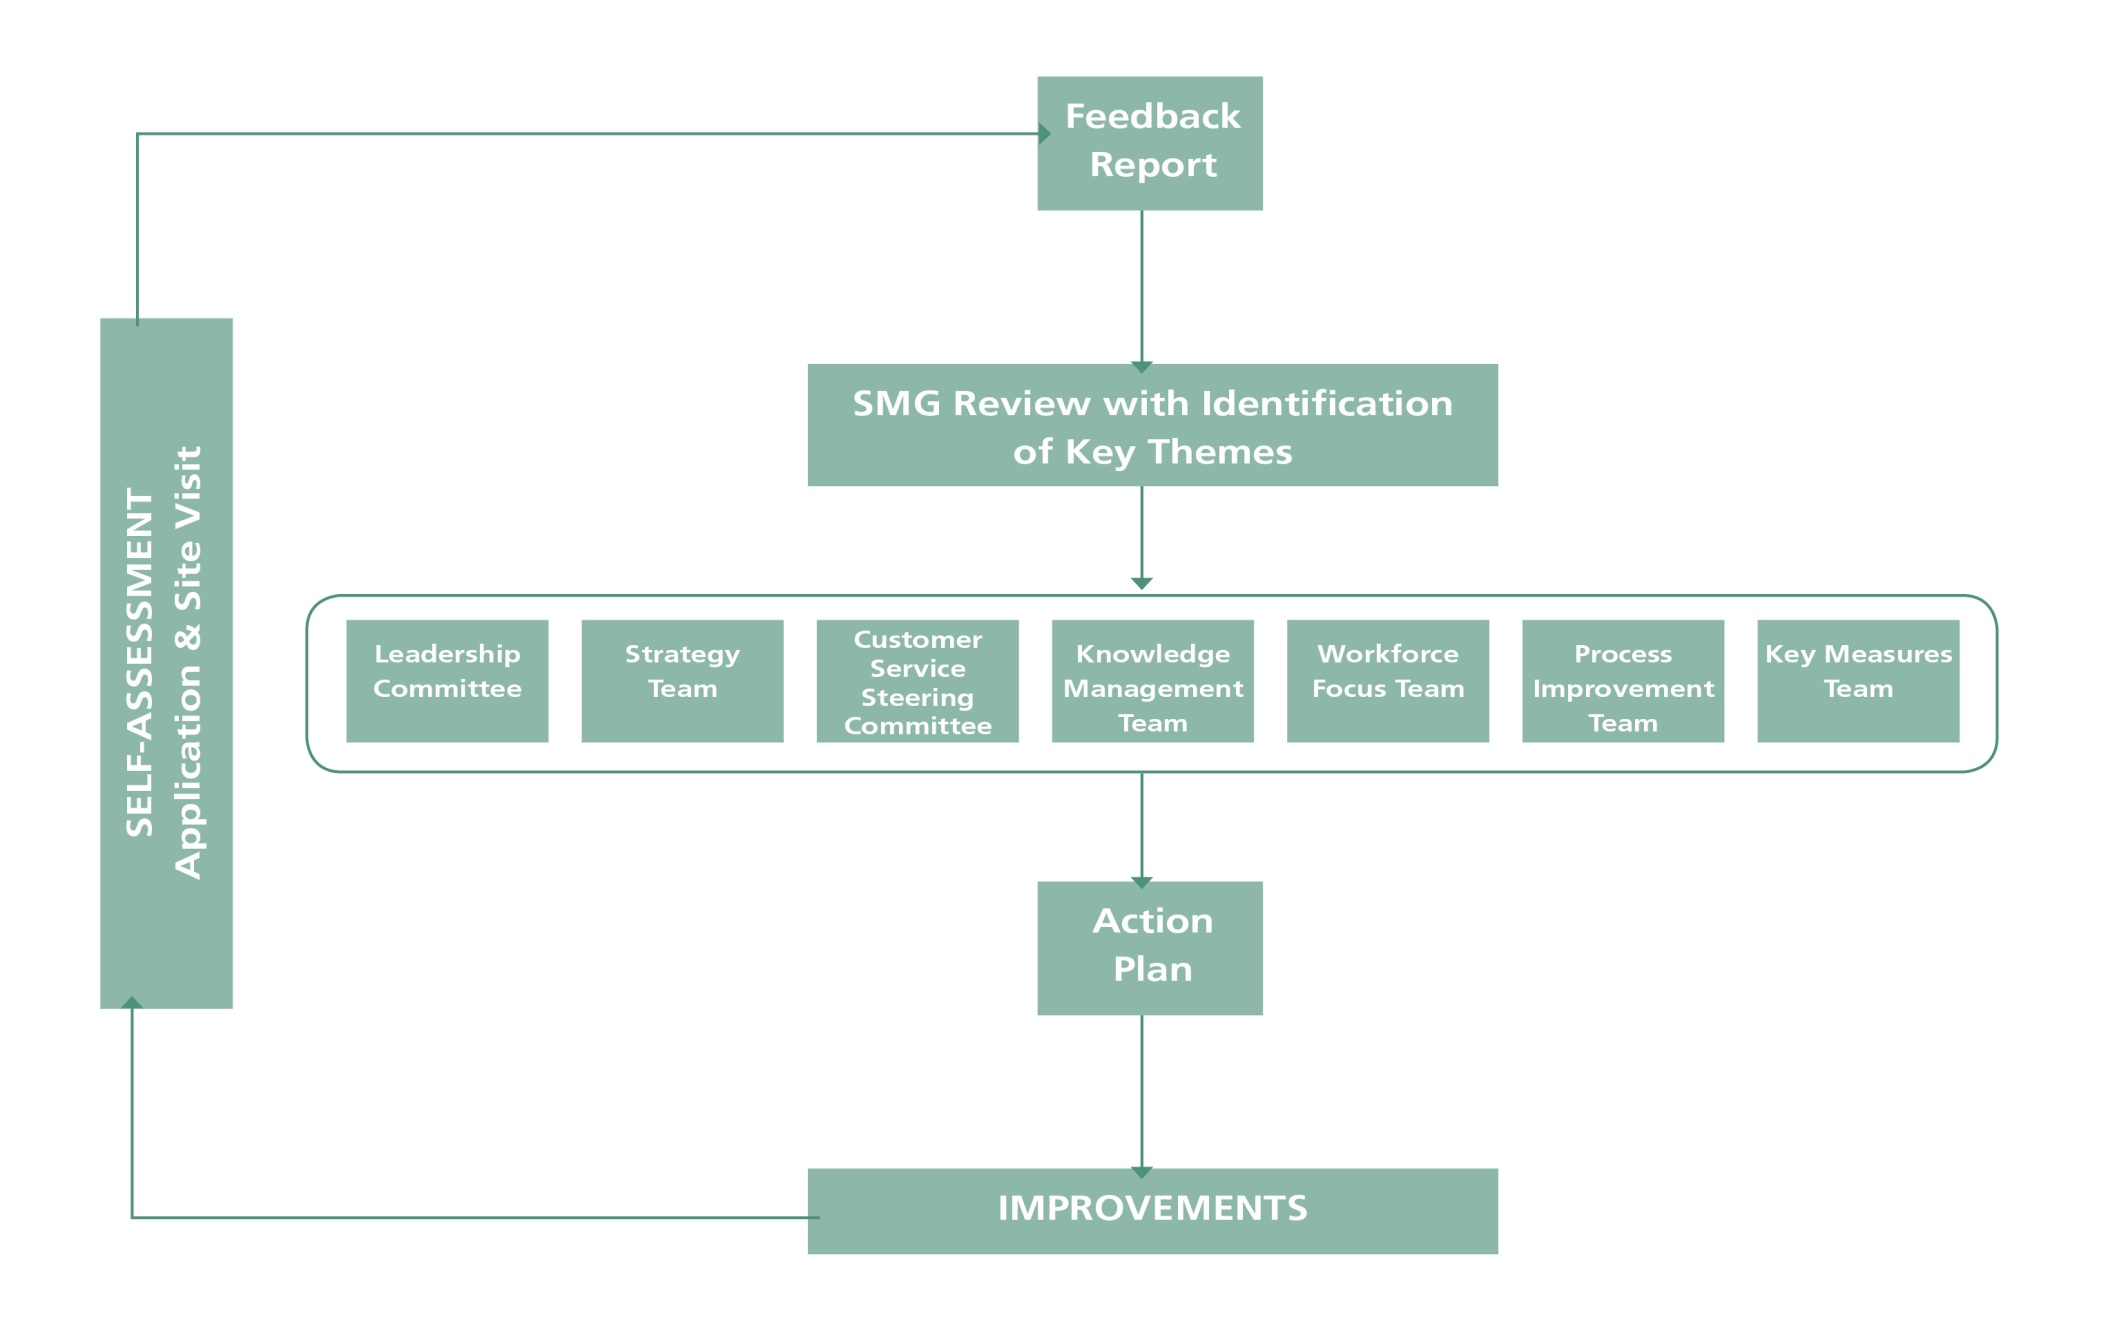 Feedback
Report
SMG Review with Identification
of Key Themes
SELF-ASSESSMENT
Application & Site Visit
Leadership
Committee
Strategy
Team
Customer
Service
Steering
Committee
Knowledge
Management
Team
Workforce
Focus Team
Process
Improvement
Team
Key Measures
Team
Action
Plan
IMPROVEMENTS